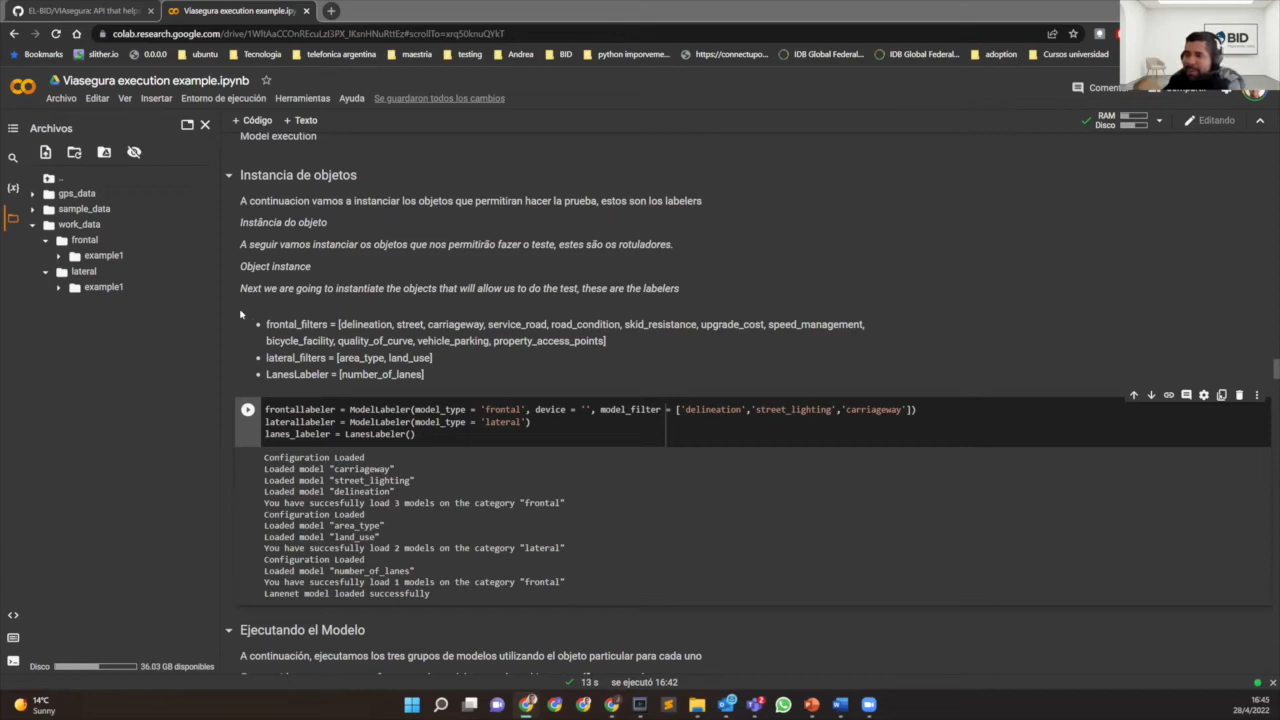 EL-BID/VIAsegura: API that help
Viasegura execution example.ipy
colab.research.google.com/drive/
Bookmarks
slither.io
0.0.0.0
ubuntu
Tecnologia
telefonica argentina
maestria
testing
Andrea
BID
python imporveme
https://connectupo...
IDB Global Federal...
IDB Global Federal...
adoption
Cursos universidad
BID
Viasegura execution example.ipynb
Archivo Editar Ver Insertar Entorno de ejecución Herramientas Ayuda Se guardaron todos los cambios
Archivos
+ Código + Texto
RAM
Disco
Editando
..
gps_data
sample_data
work_data
frontal
example1
lateral
example1
Model execution
Instancia de objetos
A continuacion vamos a instanciar los objetos que permitiran hacer la prueba, estos son los labelers
Instância do objeto
A seguir vamos instanciar os objetos que nos permitirão fazer o teste, estes são os rotuladores.
Object instance
Next we are going to instantiate the objects that will allow us to do the test, these are the labelers
• frontal_filters = [delineation, street, carriageway, service_road, road_condition, skid_resistance, upgrade_cost, speed_management,
bicycle_facility, quality_of_curve, vehicle_parking, property_access_points]
• lateral_filters = [area_type, land_use]
• LanesLabeler = [number_of_lanes]
frontallabeler = ModelLabeler(model_type = 'frontal', device = '', model_filter = ['delineation','street_lighting','carriageway'])
laterallabeler = ModelLabeler(model_type = 'lateral')
lanes_labeler = LanesLabeler()
Configuration Loaded
Loaded model "carriageway"
Loaded model "street_lighting"
Loaded model "delineation"
You have succesfully load 3 models on the category "frontal"
Configuration Loaded
Loaded model "area_type"
Loaded model "land_use"
You have succesfully load 2 models on the category "lateral"
Configuration Loaded
Loaded model "number_of_lanes"
You have succesfully load 1 models on the category "frontal"
Lanenet model loaded successfully
Ejecutando el Modelo
A continuación, ejecutamos los tres grupos de modelos utilizando el objeto particular para cada uno
Disco
36.03 GB disponibles
13 s se ejecutó 16:42
14°C
Sunny
16:45
28/4/2022